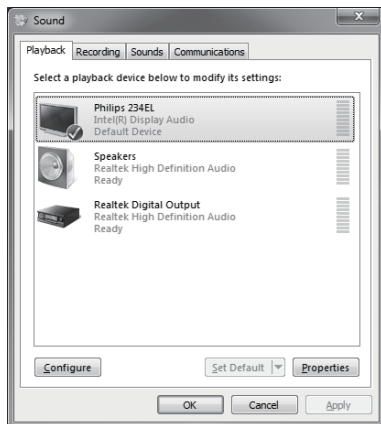 Sound
Playback Recording Sounds Communications
Select a playback device below to modify its settings:
Philips 234EL
Intel(R) Display Audio
Default Device
Speakers
Realtek High Definition Audio
Ready
Realtek Digital Output
Realtek High Definition Audio
Ready
Configure Set Default Properties
OK Cancel Apply